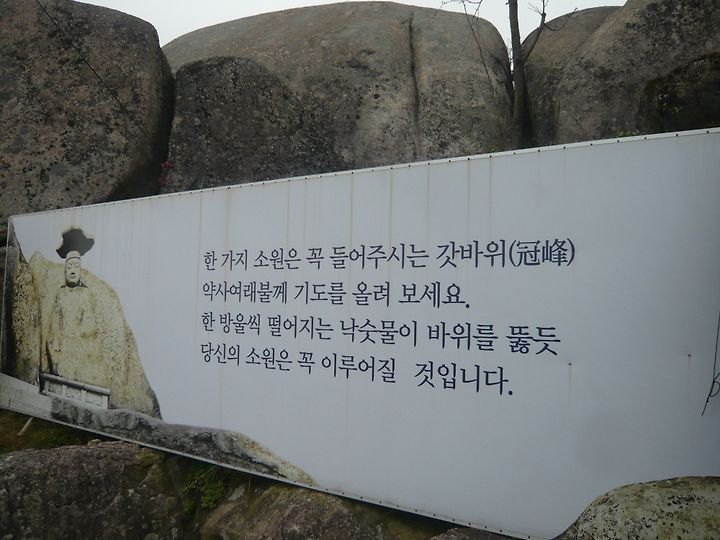 한 가지 소원은 꼭 들어주시는 갓바위(冠峰)
약사여래불께 기도를 올려 보세요.
한 방울씩 떨어지는 낙숫물이 바위를 뚫듯
당신의 소원은 꼭 이루어질 것입니다.